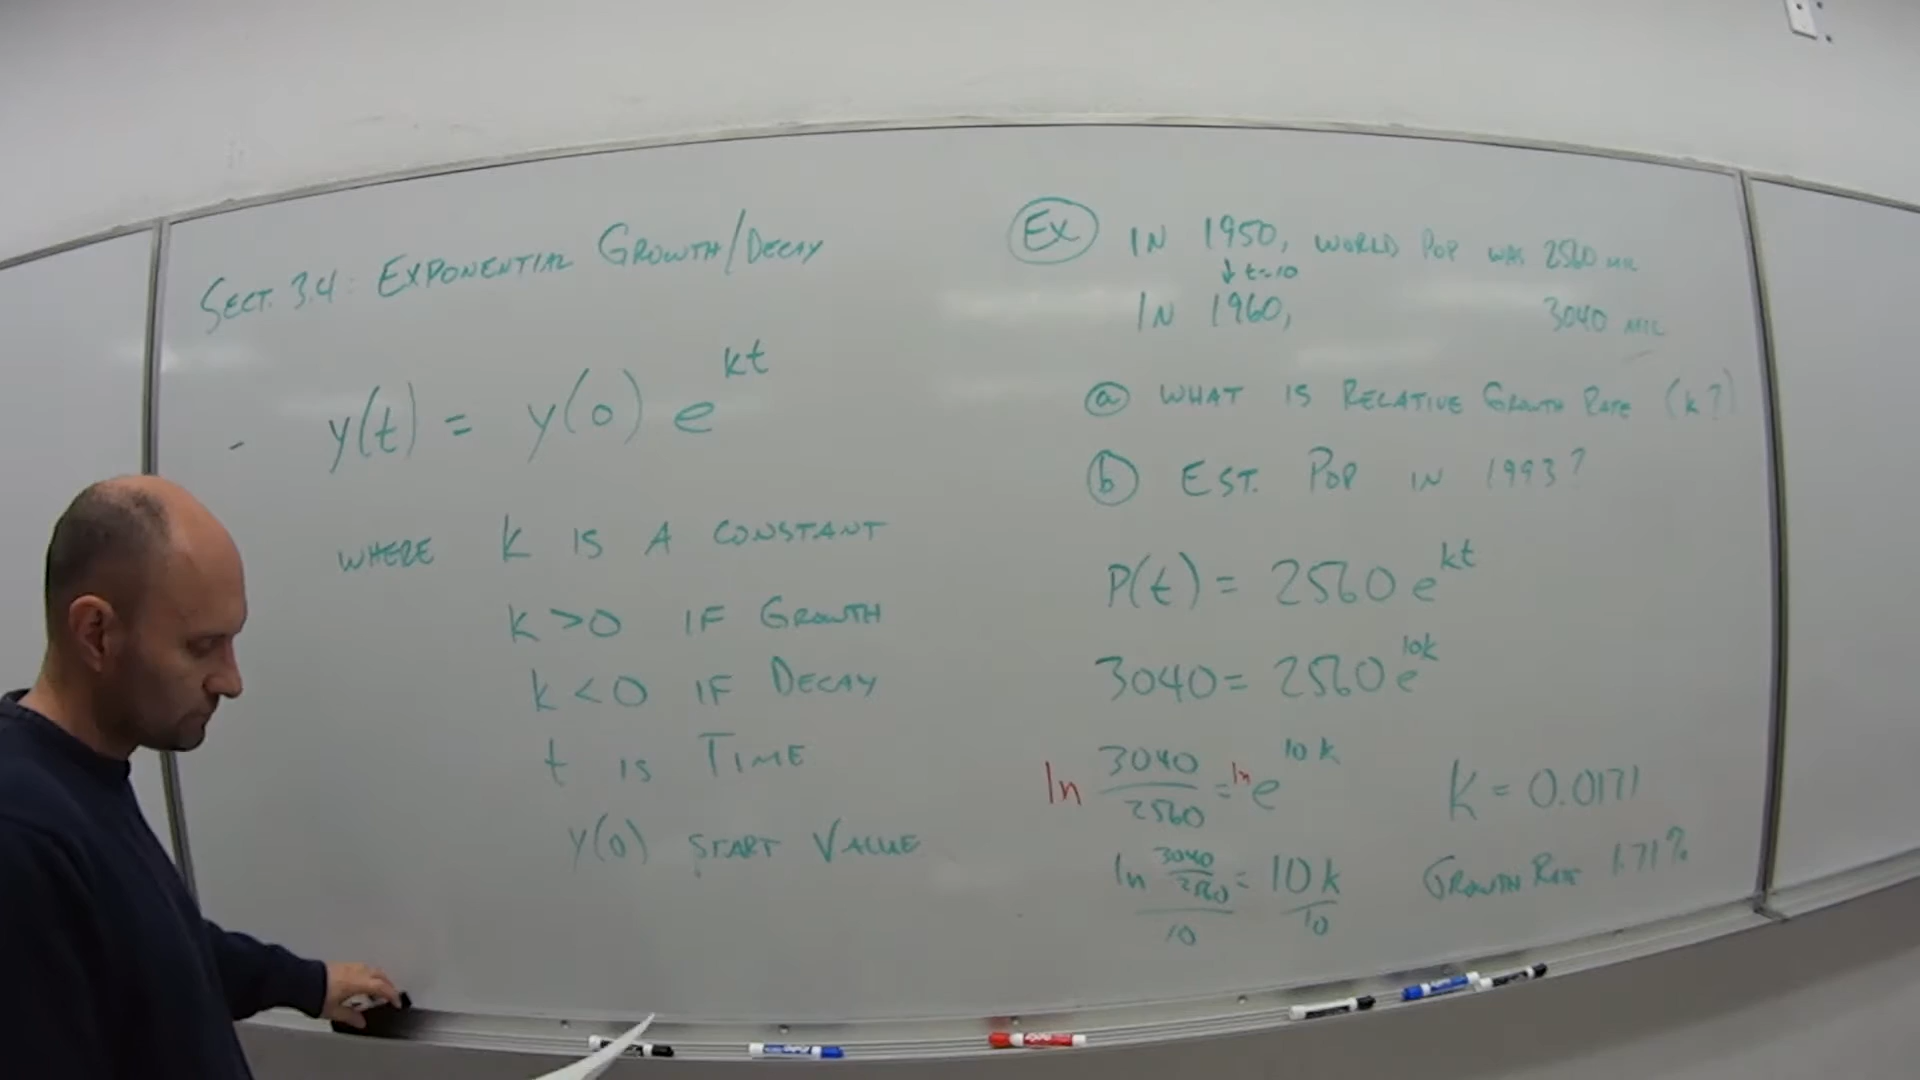 SECT. 3.4: EXPONENTIAL GROWTH/DECAY
y(t) = y(0) e^kt
WHERE K IS A CONSTANT
K > 0 IF GROWTH
K < 0 IF DECAY
t IS TIME
y(0) START VALUE
Ex IN 1950, WORLD POP WAS 2560 MIL
↓ t=10
IN 1960, 3040 MIL
(a) WHAT IS RELATIVE GROWTH RATE (K?)
(b) EST. POP IN 1993?
P(t) = 2560 e^kt
3040 = 2560 e^10k
ln 3040/2560 = ln e^10k
K = 0.0171
ln 3040/2560 / 10 = 10k / 10
GROWTH RATE 1.71%